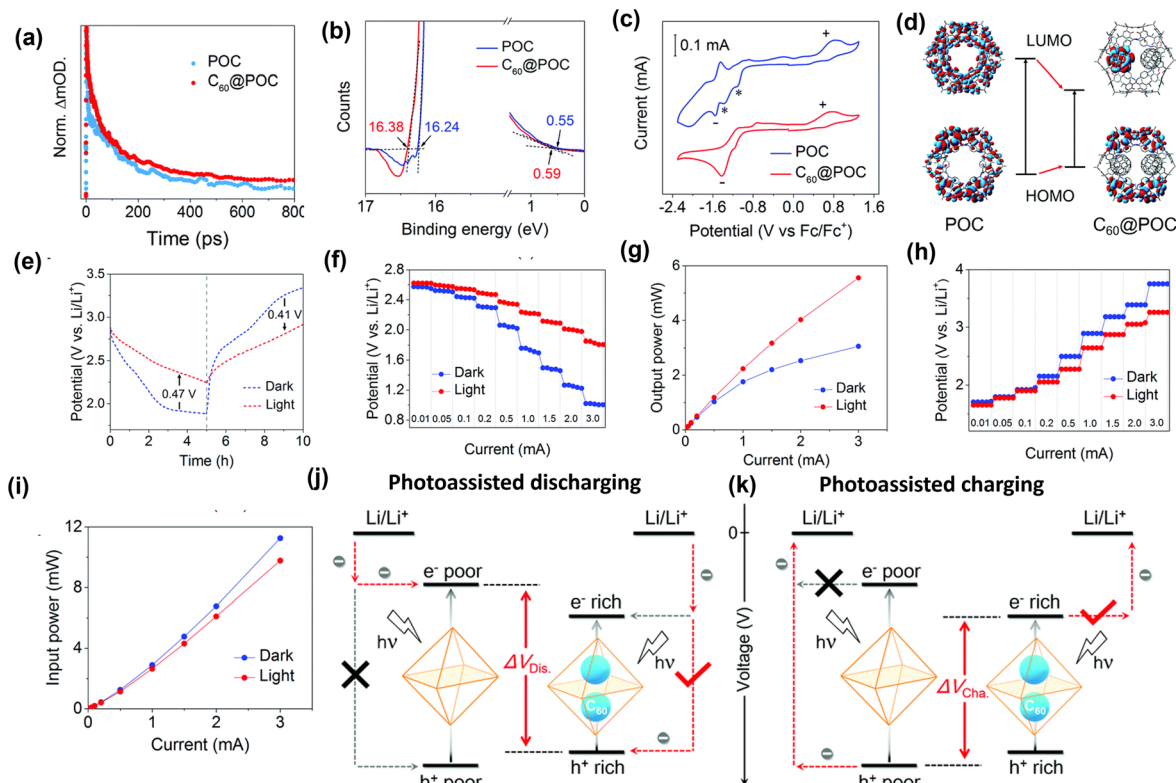 (a)
Norm. ΔmOD.
POC
C60@POC
0 200 400 600 800
Time (ps)
(b)
Counts
POC
C60@POC
16.38
16.24
0.55
0.59
17 16 1 0
Binding energy (eV)
(c)
Current (mA)
0.1 mA
+
*
*
-
+
POC
C60@POC
-
-2.4 -1.6 -0.8 0.0 0.8 1.6
Potential (V vs Fc/Fc+)
(d)
LUMO
HOMO
POC
C60@POC
(e)
Potential (V vs. Li/Li+)
3.5
3.0
2.5
2.0
0.41 V
0.47 V
Dark
Light
0 2 4 6 8 10
Time (h)
(f)
Potential (V vs. Li/Li+)
2.8
2.4
2.0
1.6
1.2
0.8
Dark
Light
0.01 0.05 0.1 0.2 0.5 1.0 1.5 2.0 3.0
Current (mA)
(g)
Output power (mW)
6
4
2
0
Dark
Light
0 1 2 3
Current (mA)
(h)
Potential (V vs. Li/Li+)
4
3
2
Dark
Light
0.01 0.05 0.1 0.2 0.5 1.0 1.5 2.0 3.0
Current (mA)
(i)
Input power (mW)
12
8
4
0
Dark
Light
0 1 2 3
Current (mA)
(j)
Photoassisted discharging
Li/Li+
Li/Li+
e- poor
e- rich
hν
hν
ΔVDis.
C60
h+ poor
h+ rich
(k)
Photoassisted charging
0
Voltage (V)
Li/Li+
Li/Li+
e- poor
e- rich
hν
hν
ΔVCha.
C60
h+ poor
h+ rich